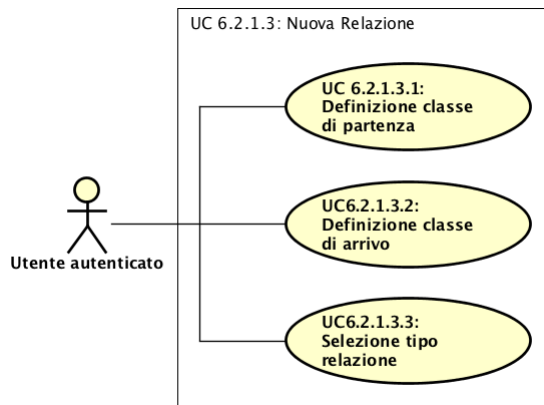 UC 6.2.1.3: Nuova Relazione
UC 6.2.1.3.1:
Definizione classe
di partenza
UC6.2.1.3.2:
Definizione classe
di arrivo
Utente autenticato
UC6.2.1.3.3:
Selezione tipo
relazione